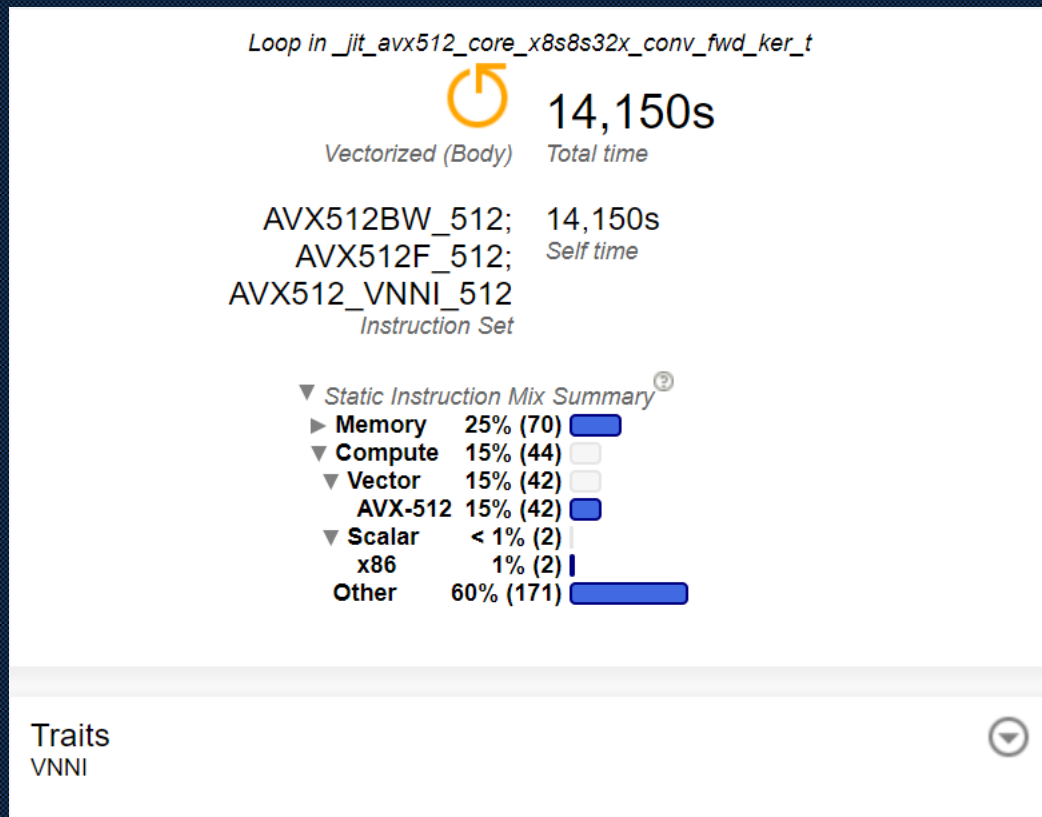 Loop in _jit_avx512_core_x8s8s32x_conv_fwd_ker_t
14,150s
Vectorized (Body) Total time
AVX512BW_512; 14,150s
AVX512F_512; Self time
AVX512_VNNI_512
Instruction Set
Static Instruction Mix Summary ?
Memory 25% (70)
Compute 15% (44)
Vector 15% (42)
AVX-512 15% (42)
Scalar < 1% (2)
x86 1% (2)
Other 60% (171)
Traits
VNNI